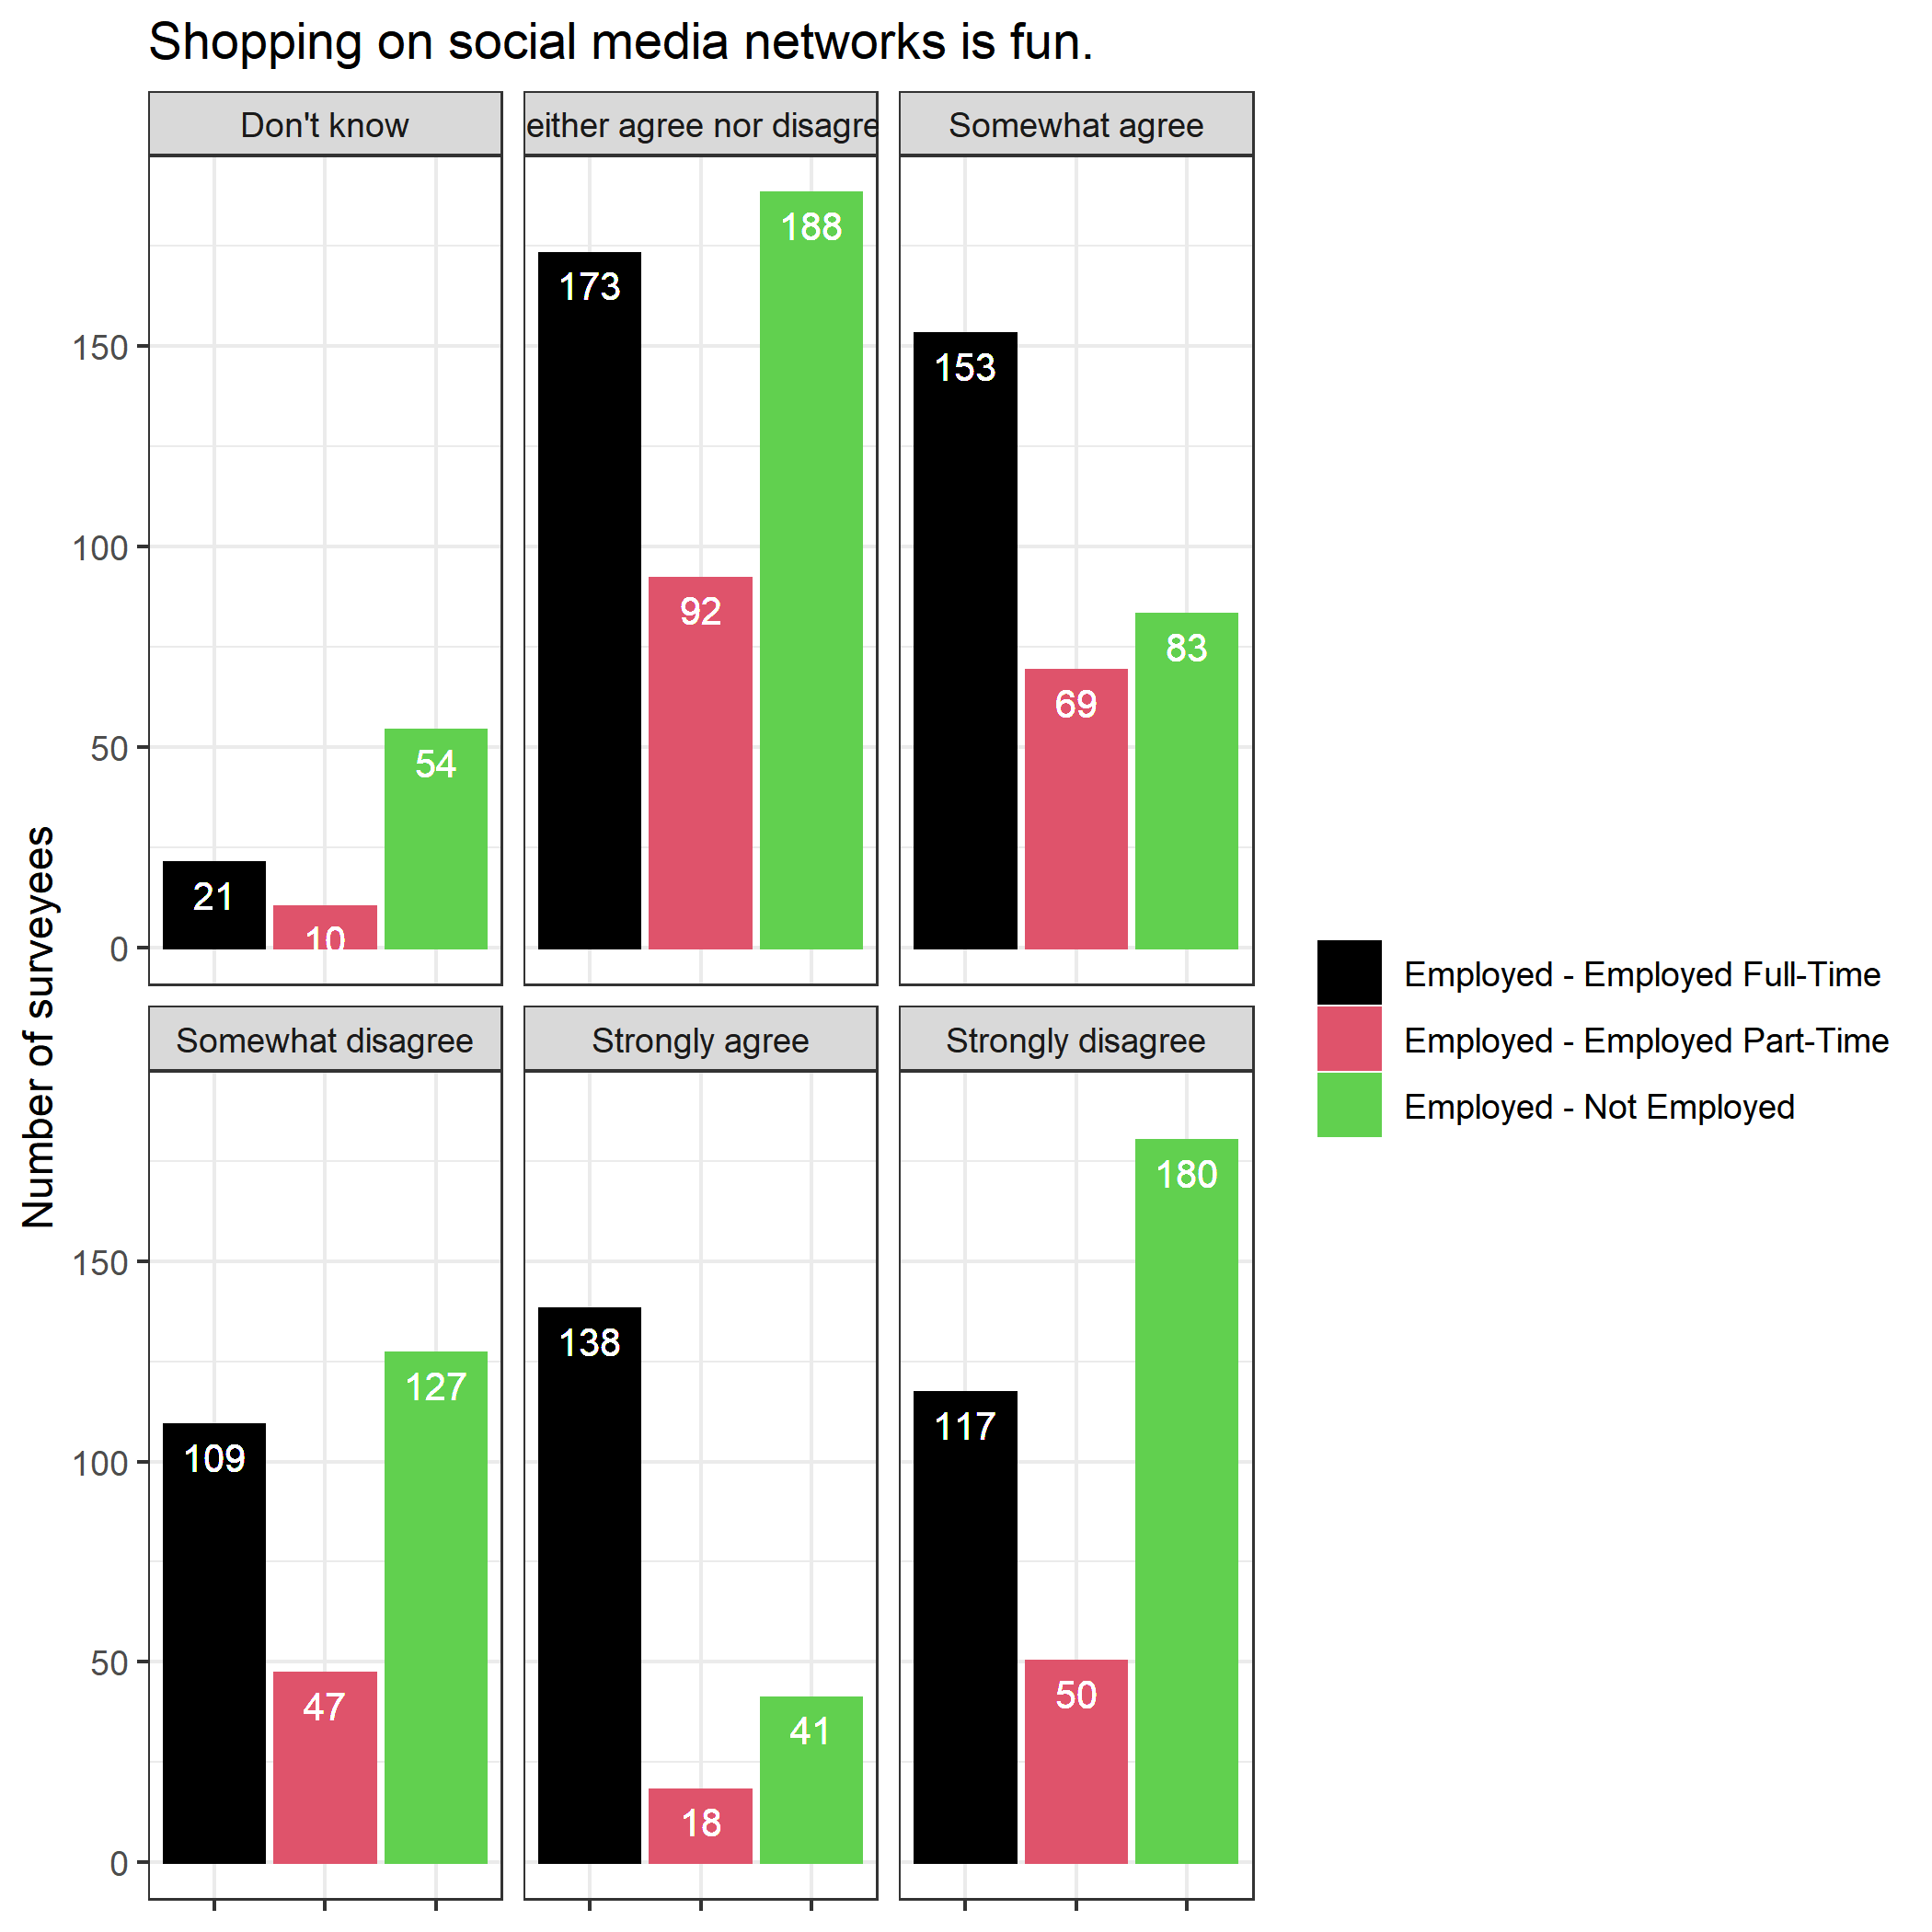 Shopping on social media networks is fun.
Don't know
either agree nor disagre
Somewhat agree
150
100
50
0
21
10
54
173
92
188
153
69
83
Number of surveyees
Somewhat disagree
Strongly agree
Strongly disagree
150
100
50
0
109
47
127
138
18
41
117
50
180
Employed - Employed Full-Time
Employed - Employed Part-Time
Employed - Not Employed